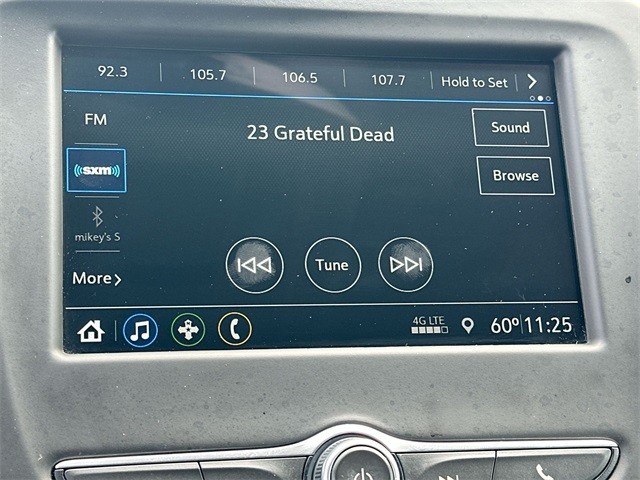 92.3 105.7 106.5 107.7 Hold to Set
FM
23 Grateful Dead
Sound
sxm
Browse
mikey's S
Tune
More
4G LTE
60° 11:25